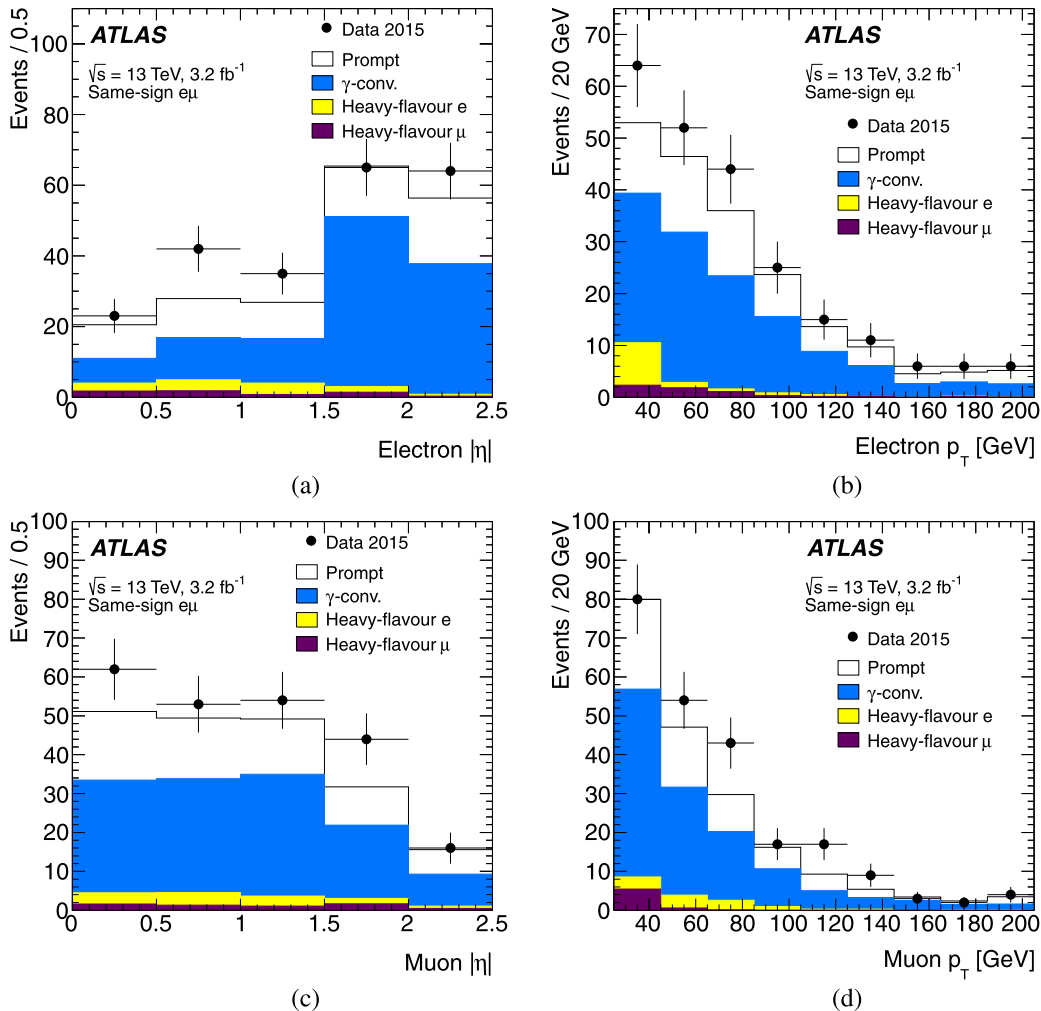 Events / 0.5
100
80
60
40
20
0
ATLAS
√s = 13 TeV, 3.2 fb⁻¹
Same-sign eμ
Data 2015
Prompt
γ-conv.
Heavy-flavour e
Heavy-flavour μ
0 0.5 1 1.5 2 2.5
Electron |η|
(a)
Events / 20 GeV
70
60
50
40
30
20
10
0
ATLAS
√s = 13 TeV, 3.2 fb⁻¹
Same-sign eμ
Data 2015
Prompt
γ-conv.
Heavy-flavour e
Heavy-flavour μ
40 60 80 100 120 140 160 180 200
Electron p_T [GeV]
(b)
Events / 0.5
100
90
80
70
60
50
40
30
20
10
0
ATLAS
√s = 13 TeV, 3.2 fb⁻¹
Same-sign eμ
Data 2015
Prompt
γ-conv.
Heavy-flavour e
Heavy-flavour μ
0 0.5 1 1.5 2 2.5
Muon |η|
(c)
Events / 20 GeV
100
90
80
70
60
50
40
30
20
10
0
ATLAS
√s = 13 TeV, 3.2 fb⁻¹
Same-sign eμ
Data 2015
Prompt
γ-conv.
Heavy-flavour e
Heavy-flavour μ
40 60 80 100 120 140 160 180 200
Muon p_T [GeV]
(d)